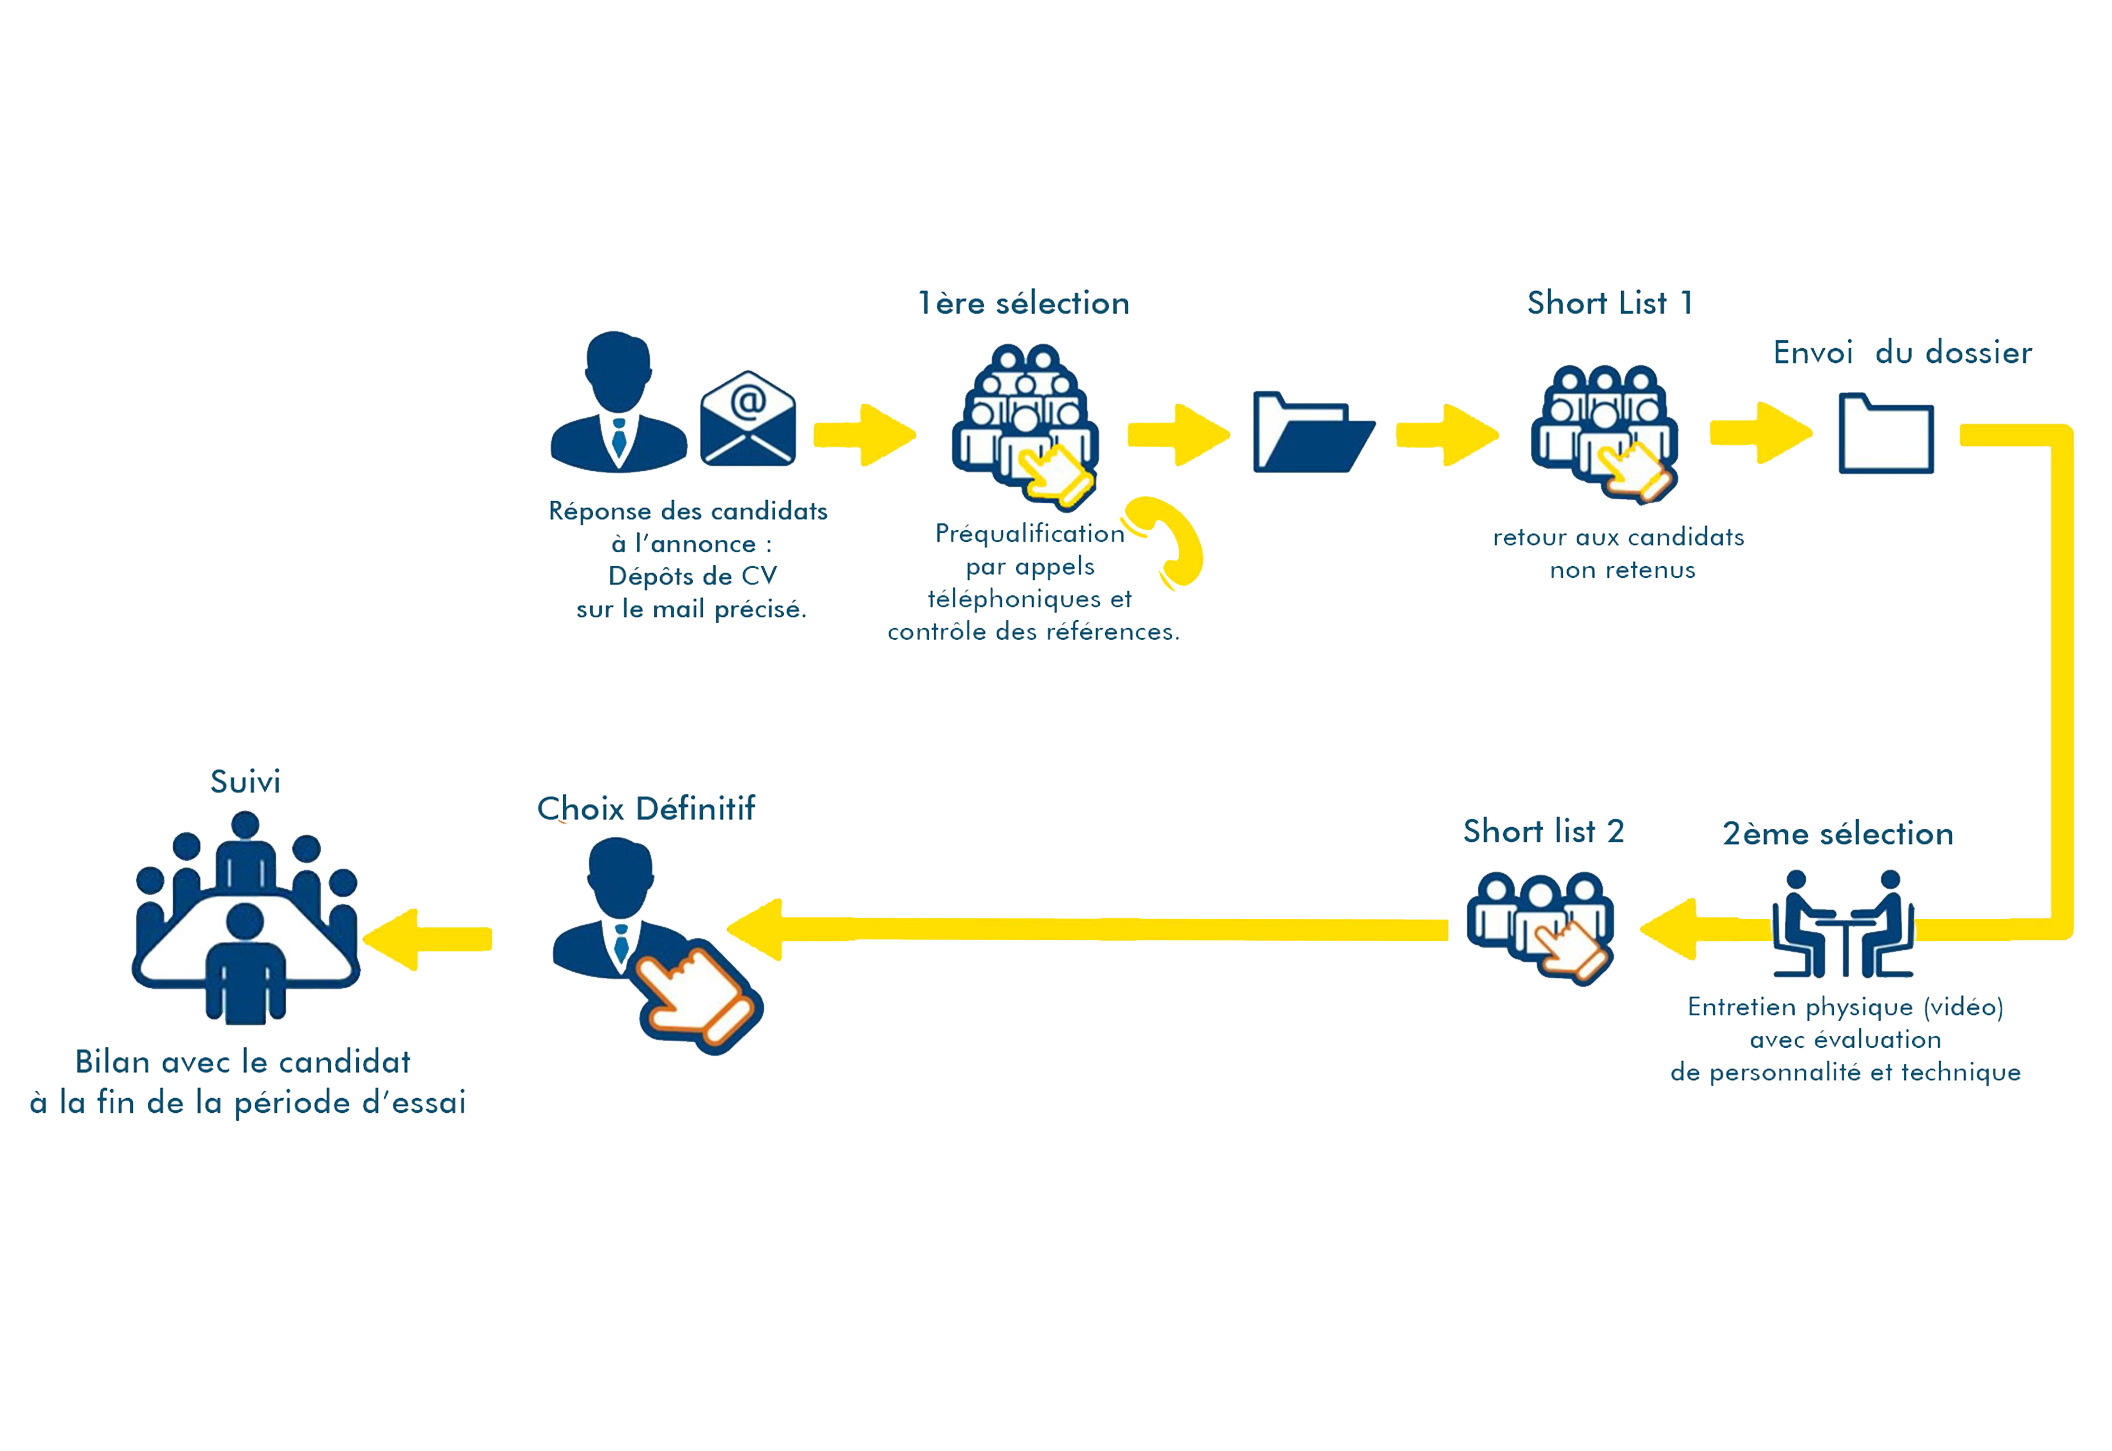 Réponse des candidats
à l'annonce :
Dépôts de CV
sur le mail précisé.
1ère sélection
@
Préqualification
par appels
téléphoniques et
contrôle des références.
Short List 1
retour aux candidats
non retenus
Envoi du dossier
2ème sélection
Entretien physique (vidéo)
avec évaluation
de personnalité et technique
Short list 2
Choix Définitif
Suivi
Bilan avec le candidat
à la fin de la période d'essai